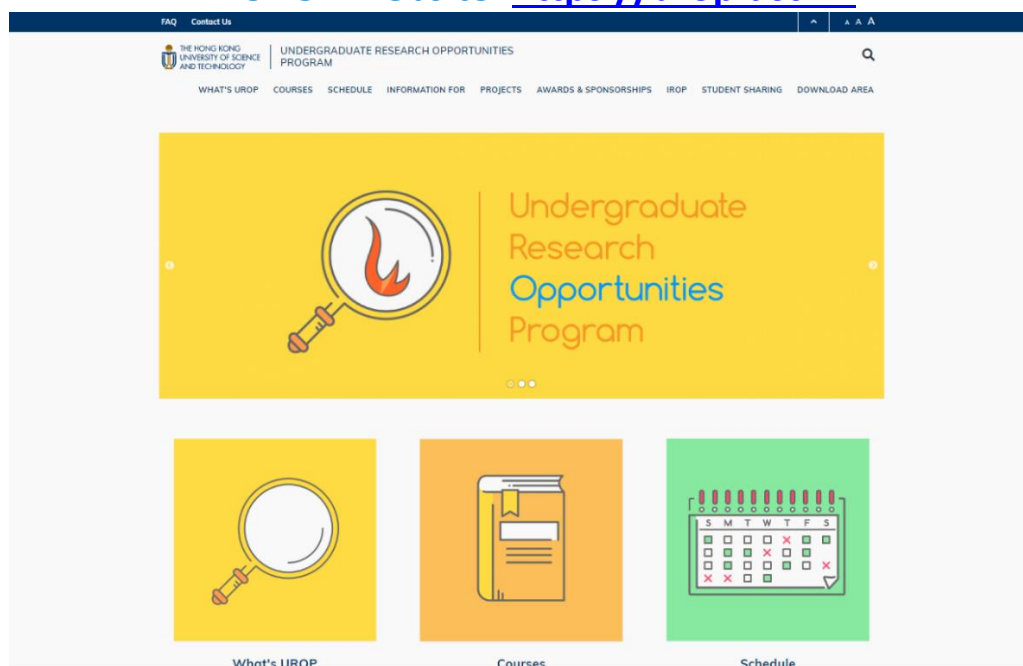 FAQ Contact Us
A A A
THE HONG KONG
UNIVERSITY OF SCIENCE
AND TECHNOLOGY
UNDERGRADUATE RESEARCH OPPORTUNITIES
PROGRAM
WHAT'S UROP COURSES SCHEDULE INFORMATION FOR PROJECTS AWARDS & SPONSORSHIPS IROP STUDENT SHARING DOWNLOAD AREA
Undergraduate
Research
Opportunities
Program
S M T W T F S
What's UROP Courses Schedule